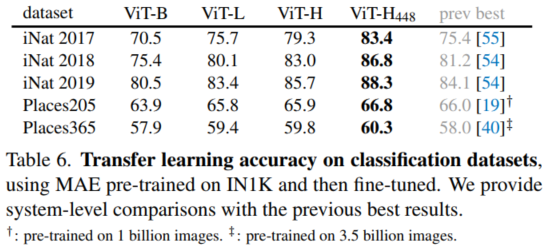 dataset ViT-B ViT-L ViT-H ViT-H448 prev best
iNat 2017 70.5 75.7 79.3 83.4 75.4 [55]
iNat 2018 75.4 80.1 83.0 86.8 81.2 [54]
iNat 2019 80.5 83.4 85.7 88.3 84.1 [54]
Places205 63.9 65.8 65.9 66.8 66.0 [19]†
Places365 57.9 59.4 59.8 60.3 58.0 [40]‡
Table 6. Transfer learning accuracy on classification datasets,
using MAE pre-trained on IN1K and then fine-tuned. We provide
system-level comparisons with the previous best results.
†: pre-trained on 1 billion images. ‡: pre-trained on 3.5 billion images.